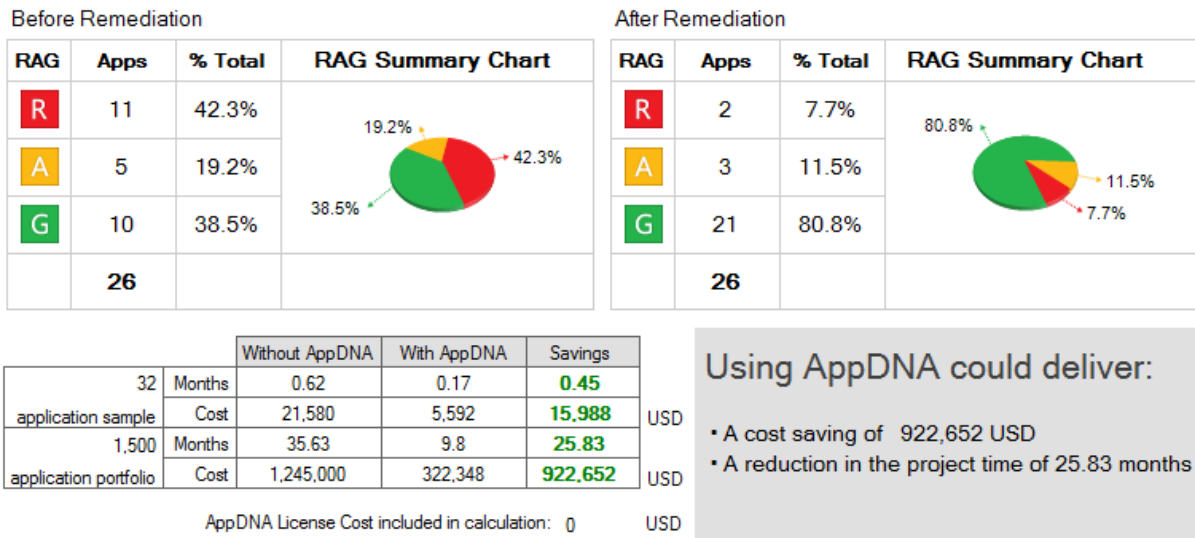 Before Remediation
RAG Apps % Total RAG Summary Chart
R 11 42.3%
A 5 19.2%
G 10 38.5%
26
19.2%
42.3%
38.5%
After Remediation
RAG Apps % Total RAG Summary Chart
R 2 7.7%
A 3 11.5%
G 21 80.8%
26
80.8%
11.5%
7.7%
Without AppDNA With AppDNA Savings
32 Months 0.62 0.17 0.45
application sample Cost 21,580 5,592 15,988 USD
1,500 Months 35.63 9.8 25.83
application portfolio Cost 1,245,000 322,348 922,652 USD
AppDNA License Cost included in calculation: 0 USD
Using AppDNA could deliver:
• A cost saving of 922,652 USD
• A reduction in the project time of 25.83 months